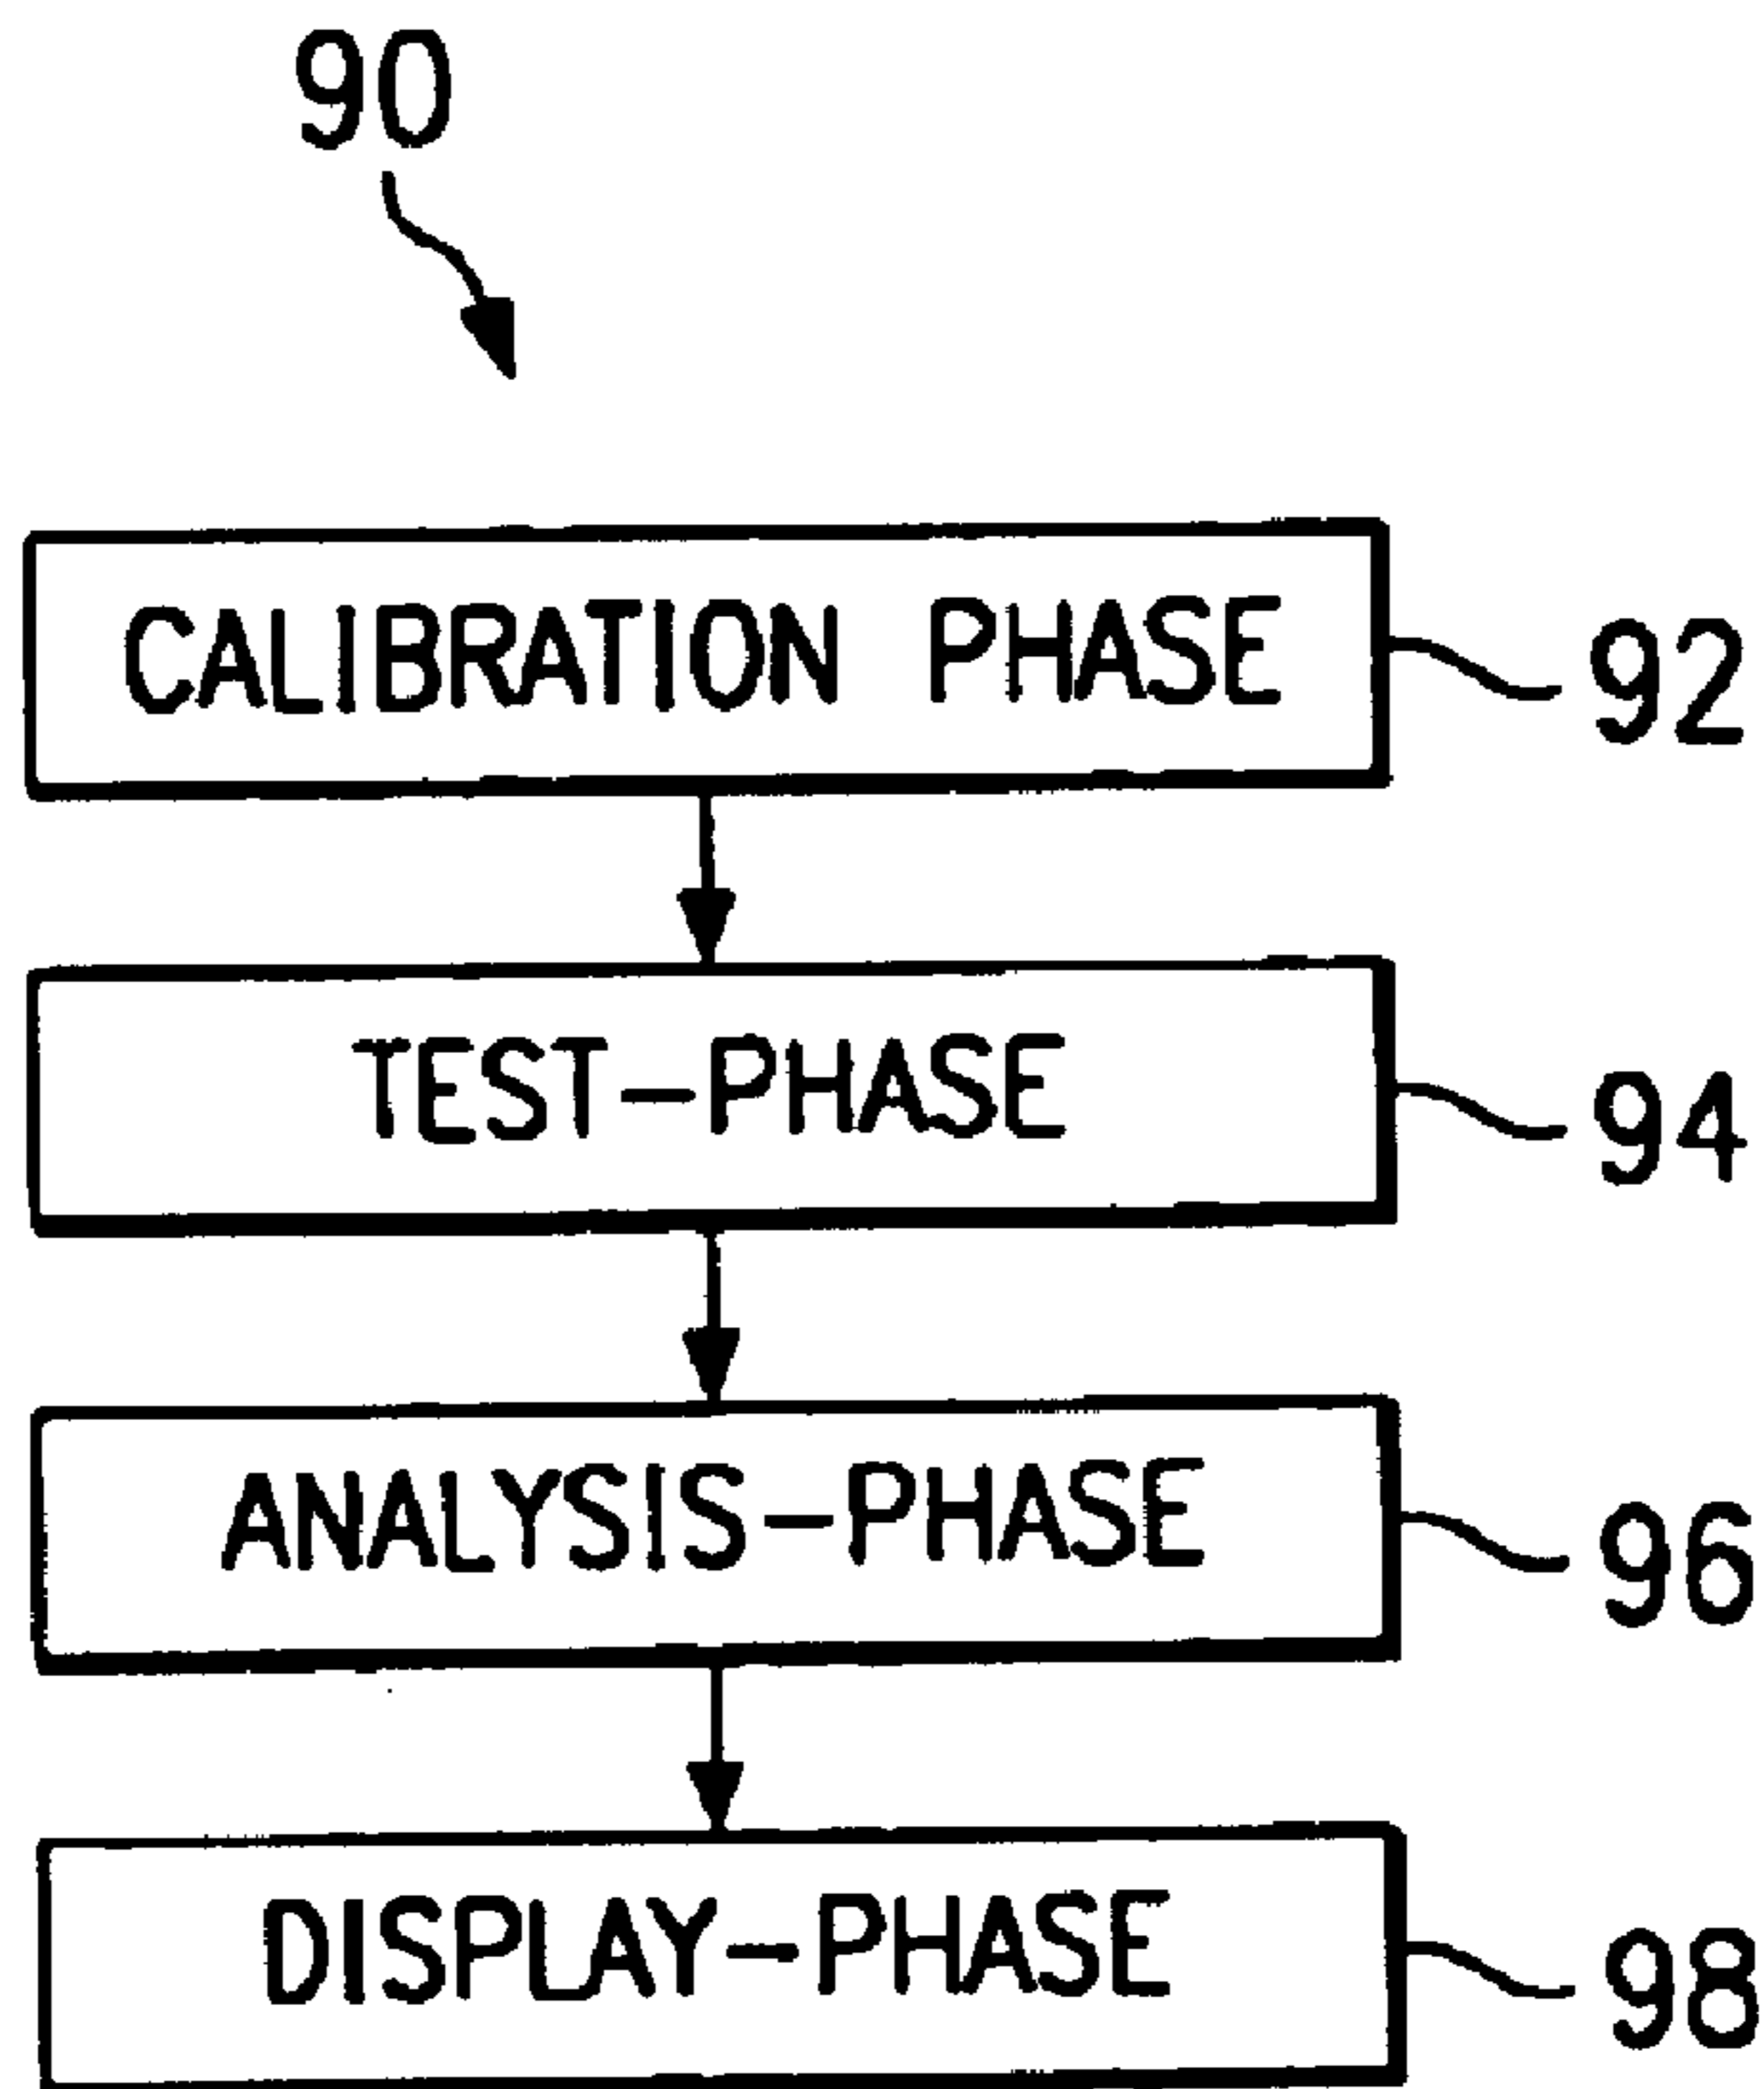 90
CALIBRATION PHASE
92
TEST-PHASE
94
ANALYSIS-PHASE
96
DISPLAY-PHASE
98